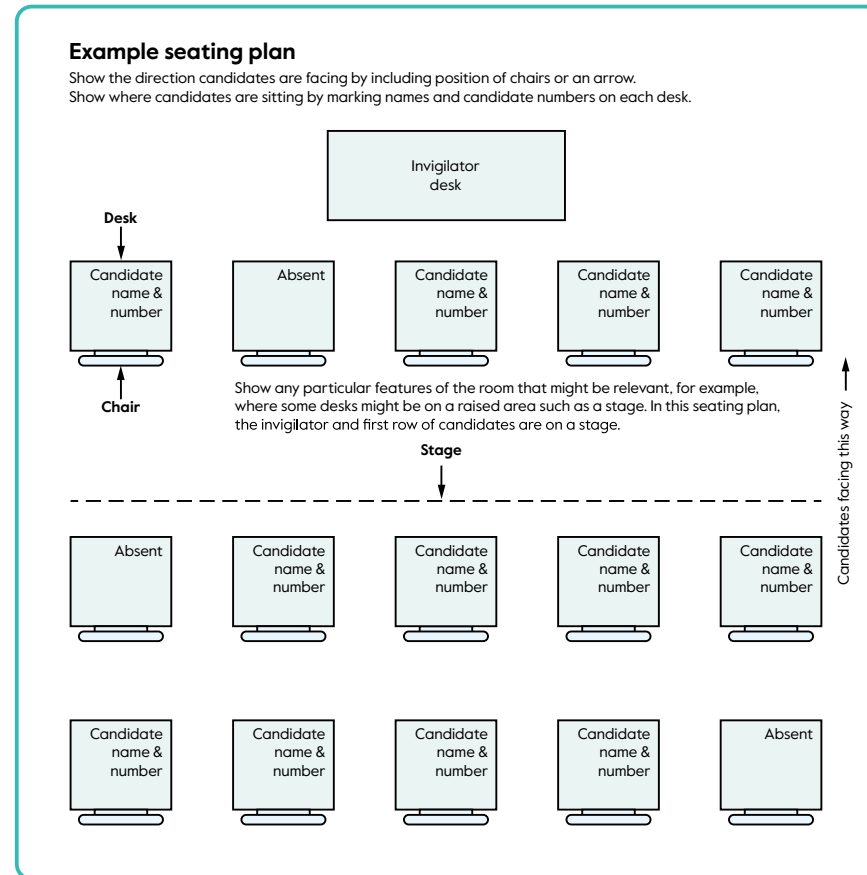 Example seating plan
Show the direction candidates are facing by including position of chairs or an arrow.
Show where candidates are sitting by marking names and candidate numbers on each desk.
Invigilator
desk
Desk
Candidate
name &
number
Absent
Candidate
name &
number
Candidate
name &
number
Candidate
name &
number
Chair
Show any particular features of the room that might be relevant, for example,
where some desks might be on a raised area such as a stage. In this seating plan,
the invigilator and first row of candidates are on a stage.
Stage
Candidates facing this way
Absent
Candidate
name &
number
Candidate
name &
number
Candidate
name &
number
Candidate
name &
number
Candidate
name &
number
Candidate
name &
number
Candidate
name &
number
Candidate
name &
number
Absent